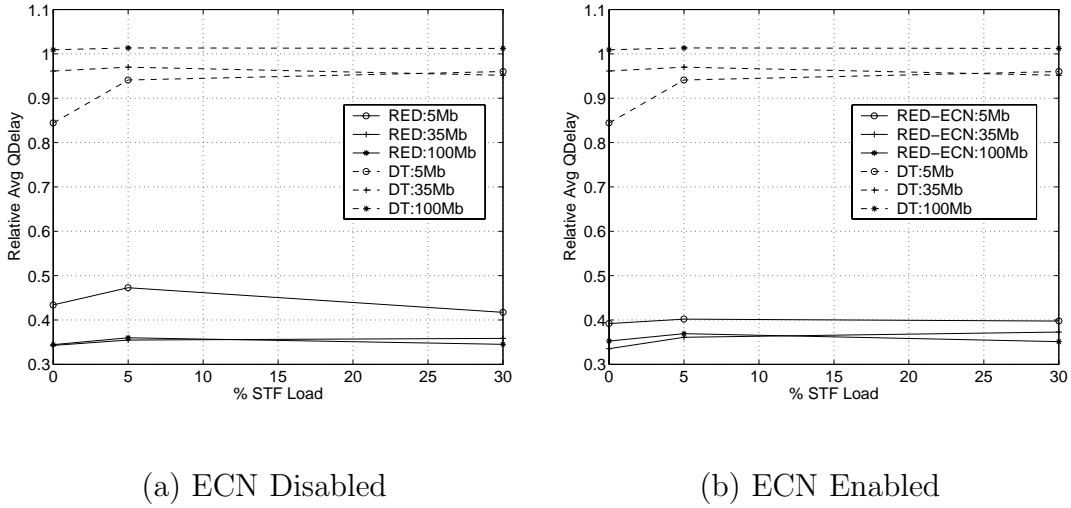 1.1
1
0.9
0.8
0.7
0.6
0.5
0.4
0.3
0
5
10
15
20
25
30
Relative Avg QDelay
% STF Load
RED:5Mb
RED:35Mb
RED:100Mb
DT:5Mb
DT:35Mb
DT:100Mb
(a) ECN Disabled
1.1
1
0.9
0.8
0.7
0.6
0.5
0.4
0.3
0
5
10
15
20
25
30
Relative Avg QDelay
% STF Load
RED−ECN:5Mb
RED−ECN:35Mb
RED−ECN:100Mb
DT:5Mb
DT:35Mb
DT:100Mb
(b) ECN Enabled